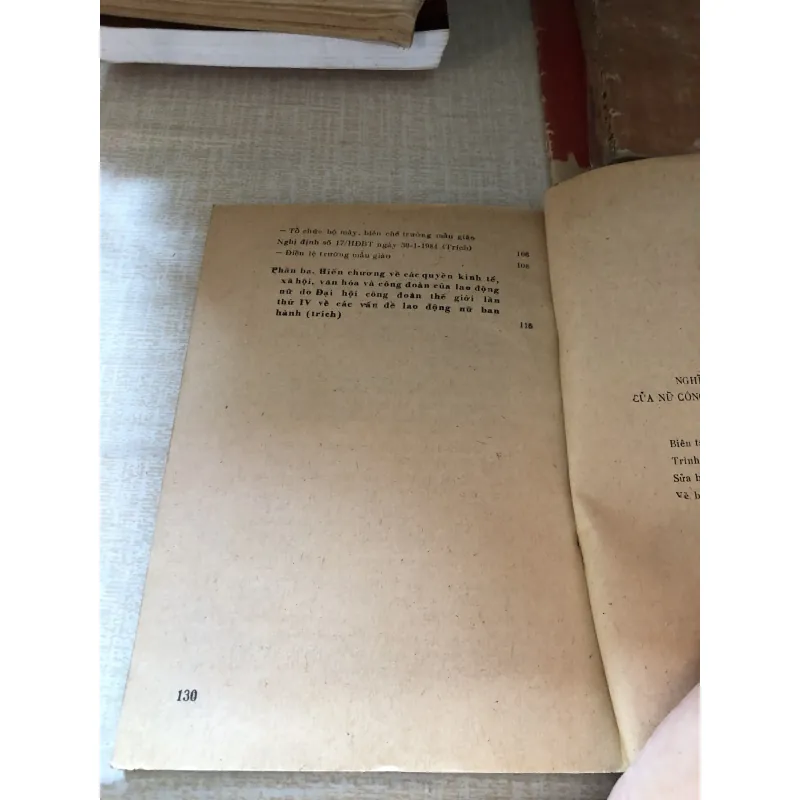 — Tổ chức bộ máy, biên chế trường mẫu giáo
Nghị định số 17/HĐBT ngày 30-1-1981 (Trích) 106
— Điều lệ trường mẫu giáo 108
Phần ba. Hiến chương về các quyền kinh tế,
xã hội, văn hóa và công đoàn của lao động
nữ do Đại hội công đoàn thế giới lần
thứ IV về các vấn đề lao động nữ ban
hành (trích) 118
130
NGHĨ
CỦA NỮ CÔNG
Biên t
Trình
Sửa b
Vẽ b